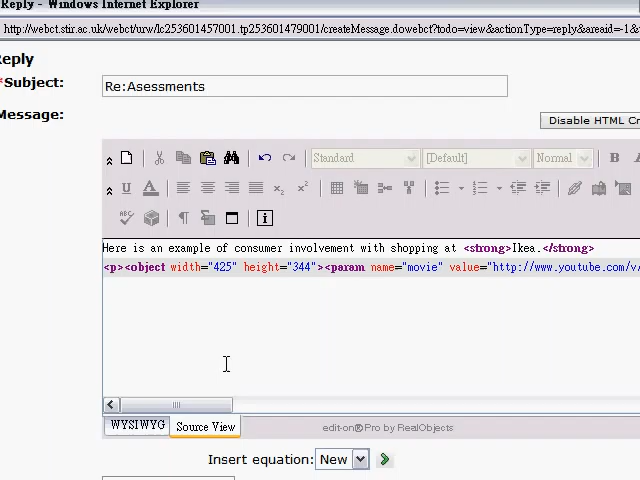 Reply - Windows Internet Explorer
http://webct.stir.ac.uk/webct/urw/lc253601457001.tp253601479001/createMessage.dowebct?todo=view&actionType=reply&areaid=-1&
Reply
*Subject: Re:Asessments
Message:
Disable HTML Cr
Standard [Default] Normal B
U A
Here is an example of consumer involvement with shopping at <strong>Ikea.</strong>
<p><object width="425" height="344"><param name="movie" value="http://www.youtube.com/v/
WYSIWYG Source View edit-on®Pro by RealObjects
Insert equation: New